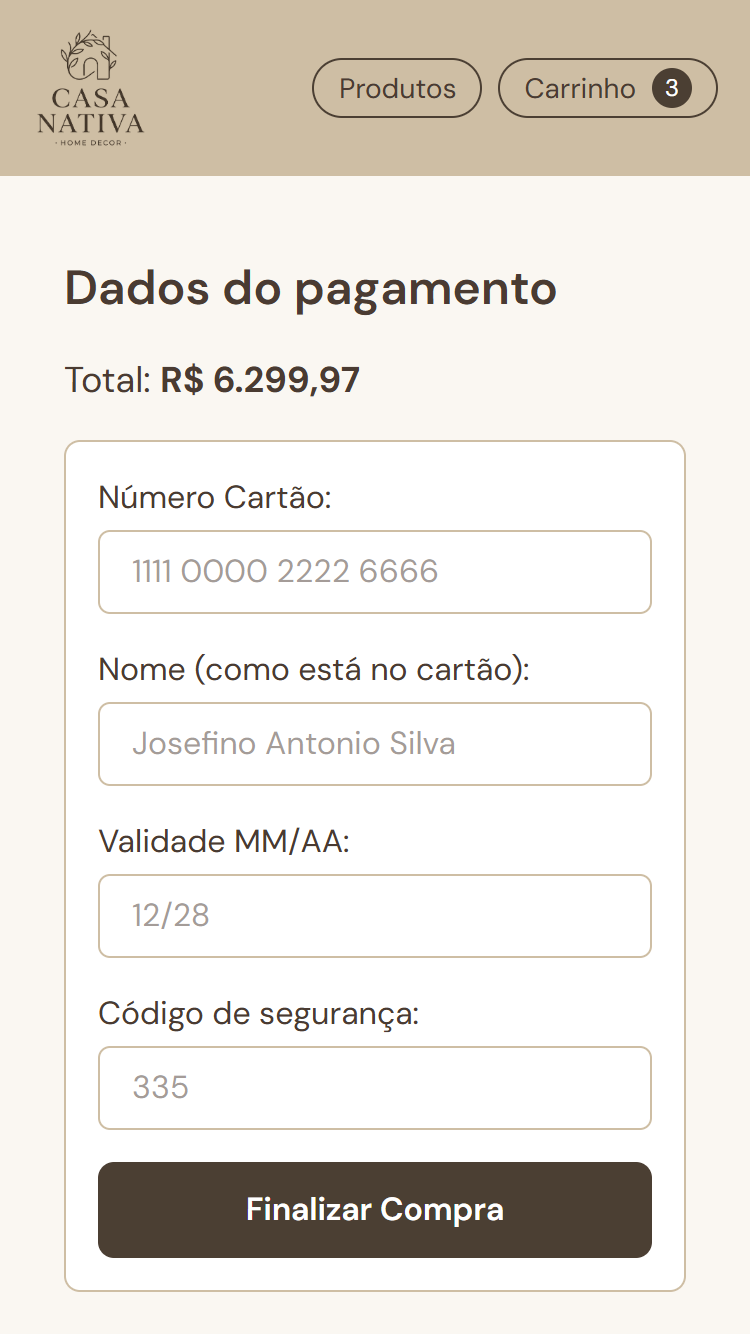 CASA
NATIVA
· HOME DECOR ·
Produtos
Carrinho 3
Dados do pagamento
Total: R$ 6.299,97
Número Cartão:
1111 0000 2222 6666
Nome (como está no cartão):
Josefino Antonio Silva
Validade MM/AA:
12/28
Código de segurança:
335
Finalizar Compra